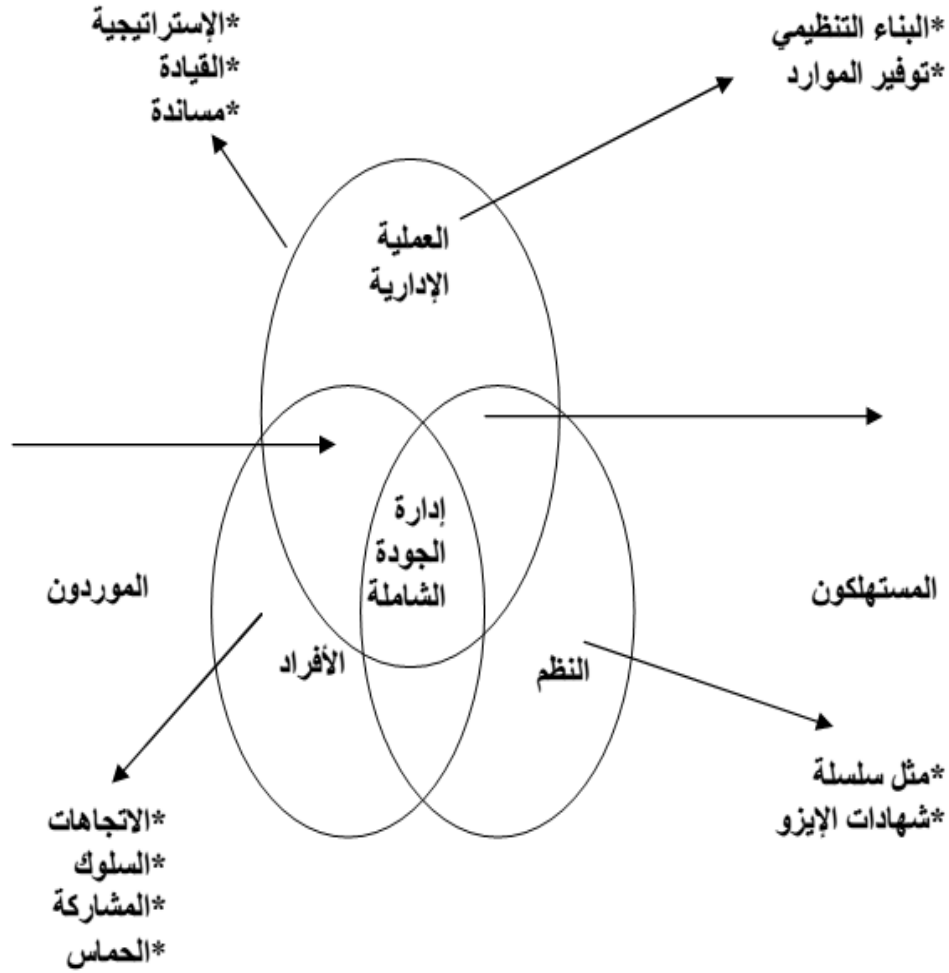 *البناء التنظيمي
*توفير الموارد
*الإستراتيجية
*القيادة
*مساندة
العملية
الإدارية
إدارة
الجودة
الشاملة
المستهلكون
الموردون
النظم
الأفراد
*مثل سلسلة
*شهادات الإيزو
*الاتجاهات
*السلوك
*المشاركة
*الحماس